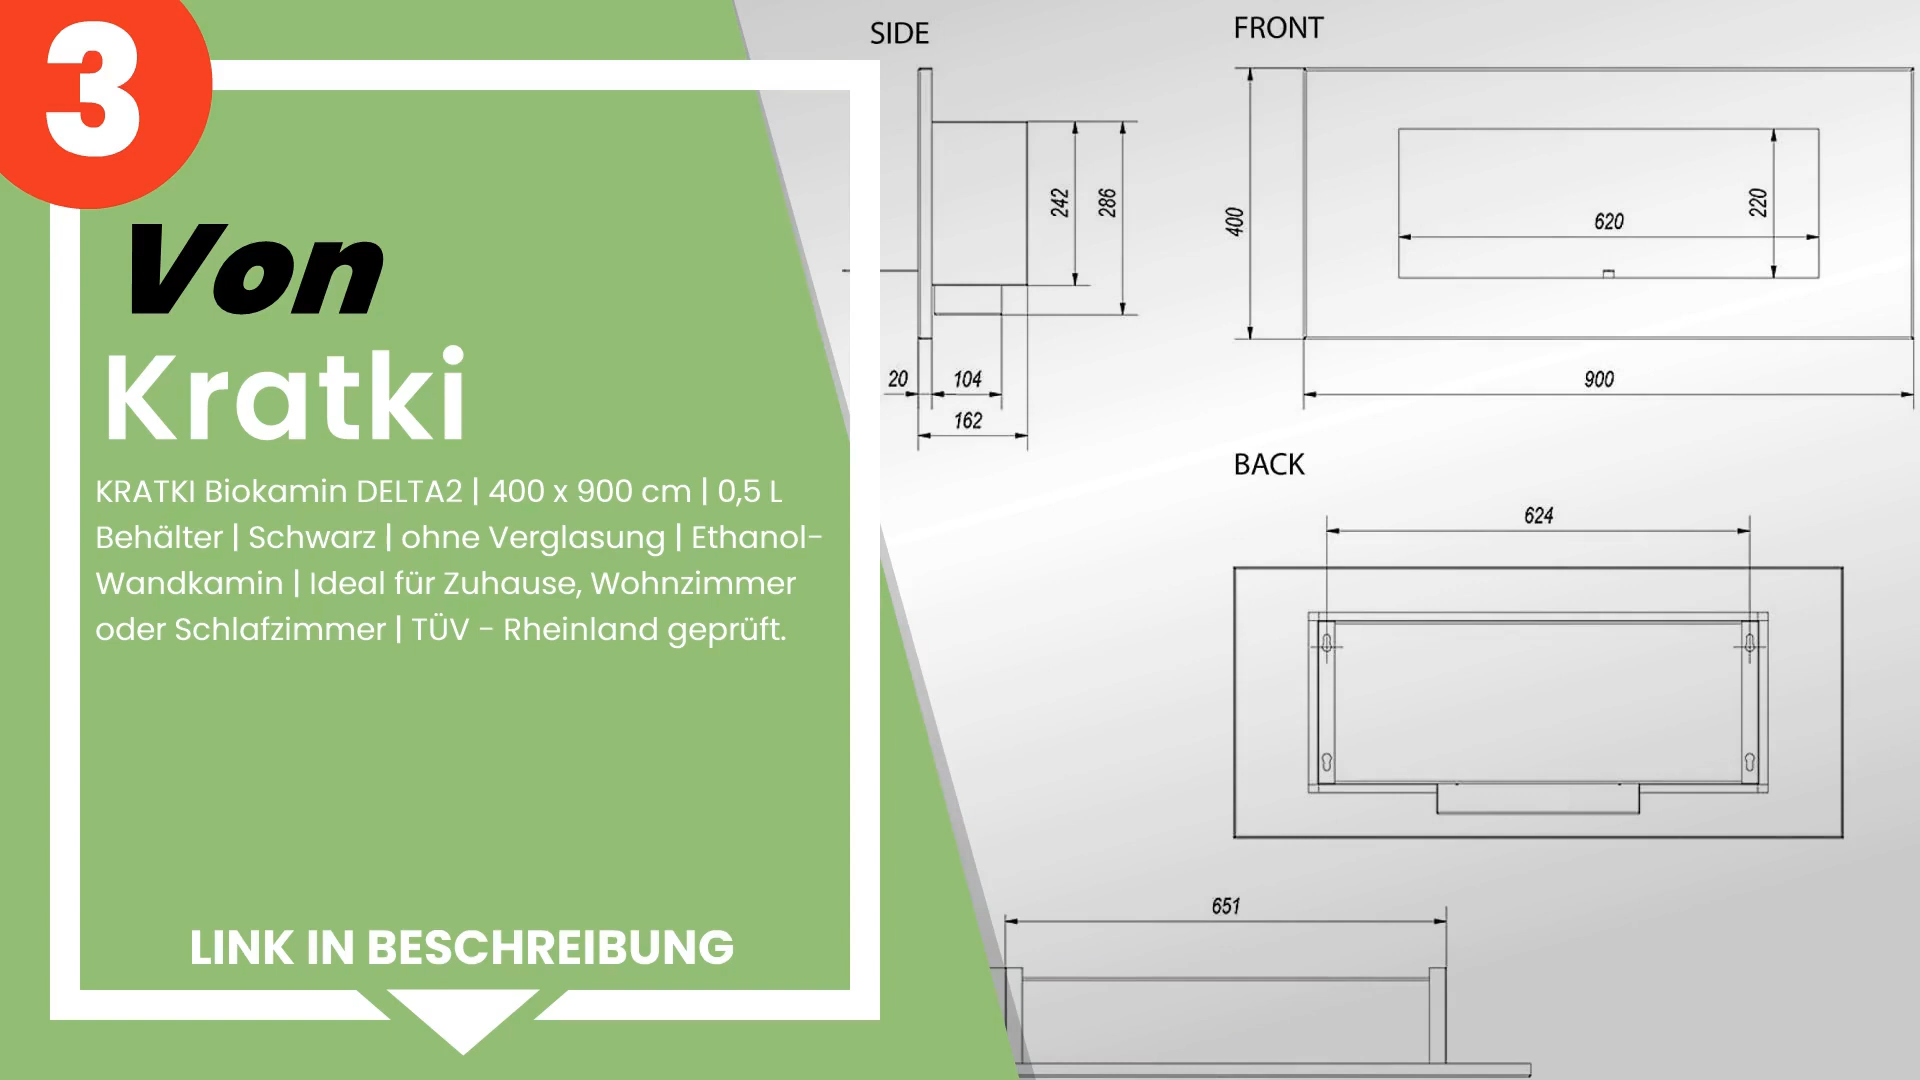 3
Von
Kratki
KRATKI Biokamin DELTA2 | 400 x 900 cm | 0,5 L
Behälter | Schwarz | ohne Verglasung | Ethanol-
Wandkamin | Ideal für Zuhause, Wohnzimmer
oder Schlafzimmer | TÜV - Rheinland geprüft.
LINK IN BESCHREIBUNG
SIDE
242
286
20
104
162
FRONT
400
620
220
900
BACK
624
651